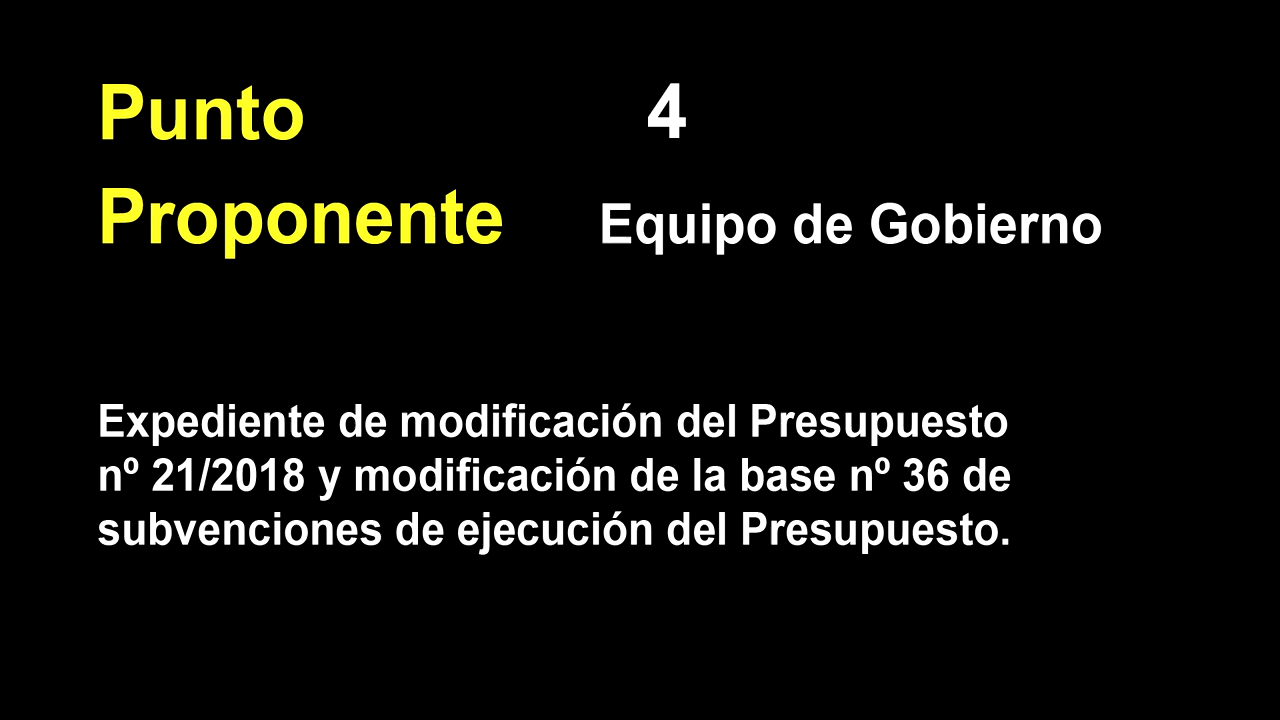 Punto 4
Proponente Equipo de Gobierno
Expediente de modificación del Presupuesto
nº 21/2018 y modificación de la base nº 36 de
subvenciones de ejecución del Presupuesto.